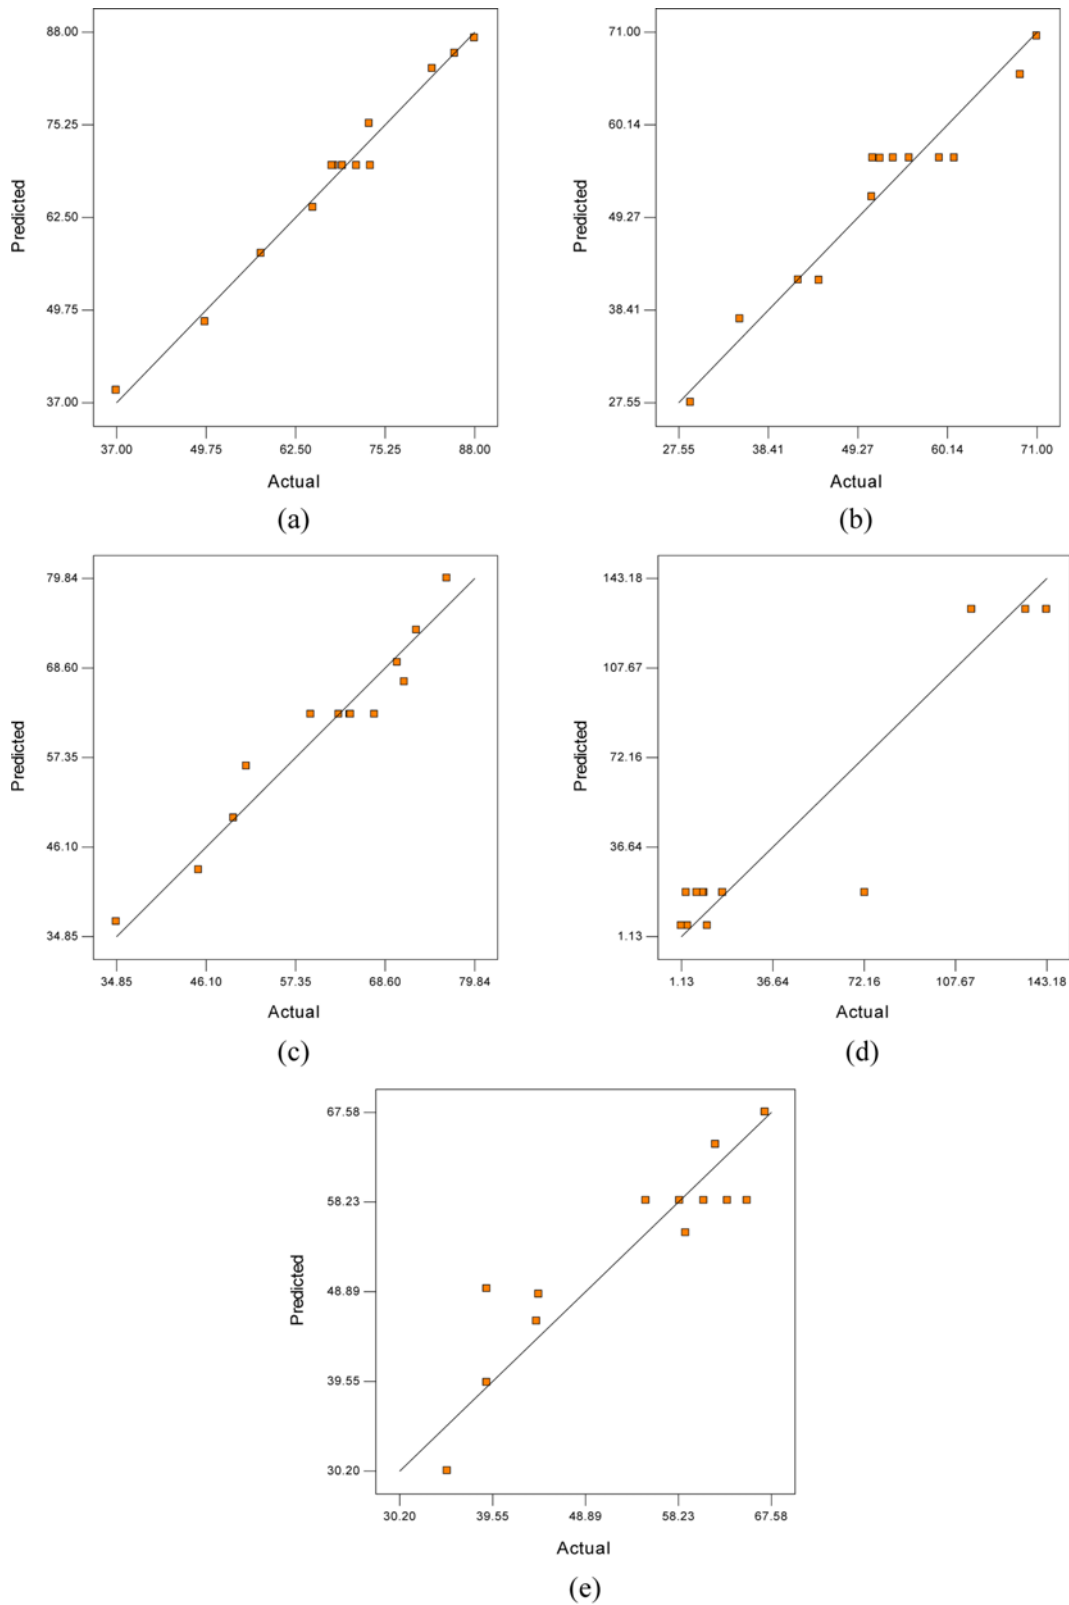 88.00
75.25
62.50
49.75
37.00
Predicted
37.00 49.75 62.50 75.25 88.00
Actual
(a)
71.00
60.14
49.27
38.41
27.55
Predicted
27.55 38.41 49.27 60.14 71.00
Actual
(b)
79.84
68.60
57.35
46.10
34.85
Predicted
34.85 46.10 57.35 68.60 79.84
Actual
(c)
143.18
107.67
72.16
36.64
1.13
Predicted
1.13 36.64 72.16 107.67 143.18
Actual
(d)
67.58
58.23
48.89
39.55
30.20
Predicted
30.20 39.55 48.89 58.23 67.58
Actual
(e)